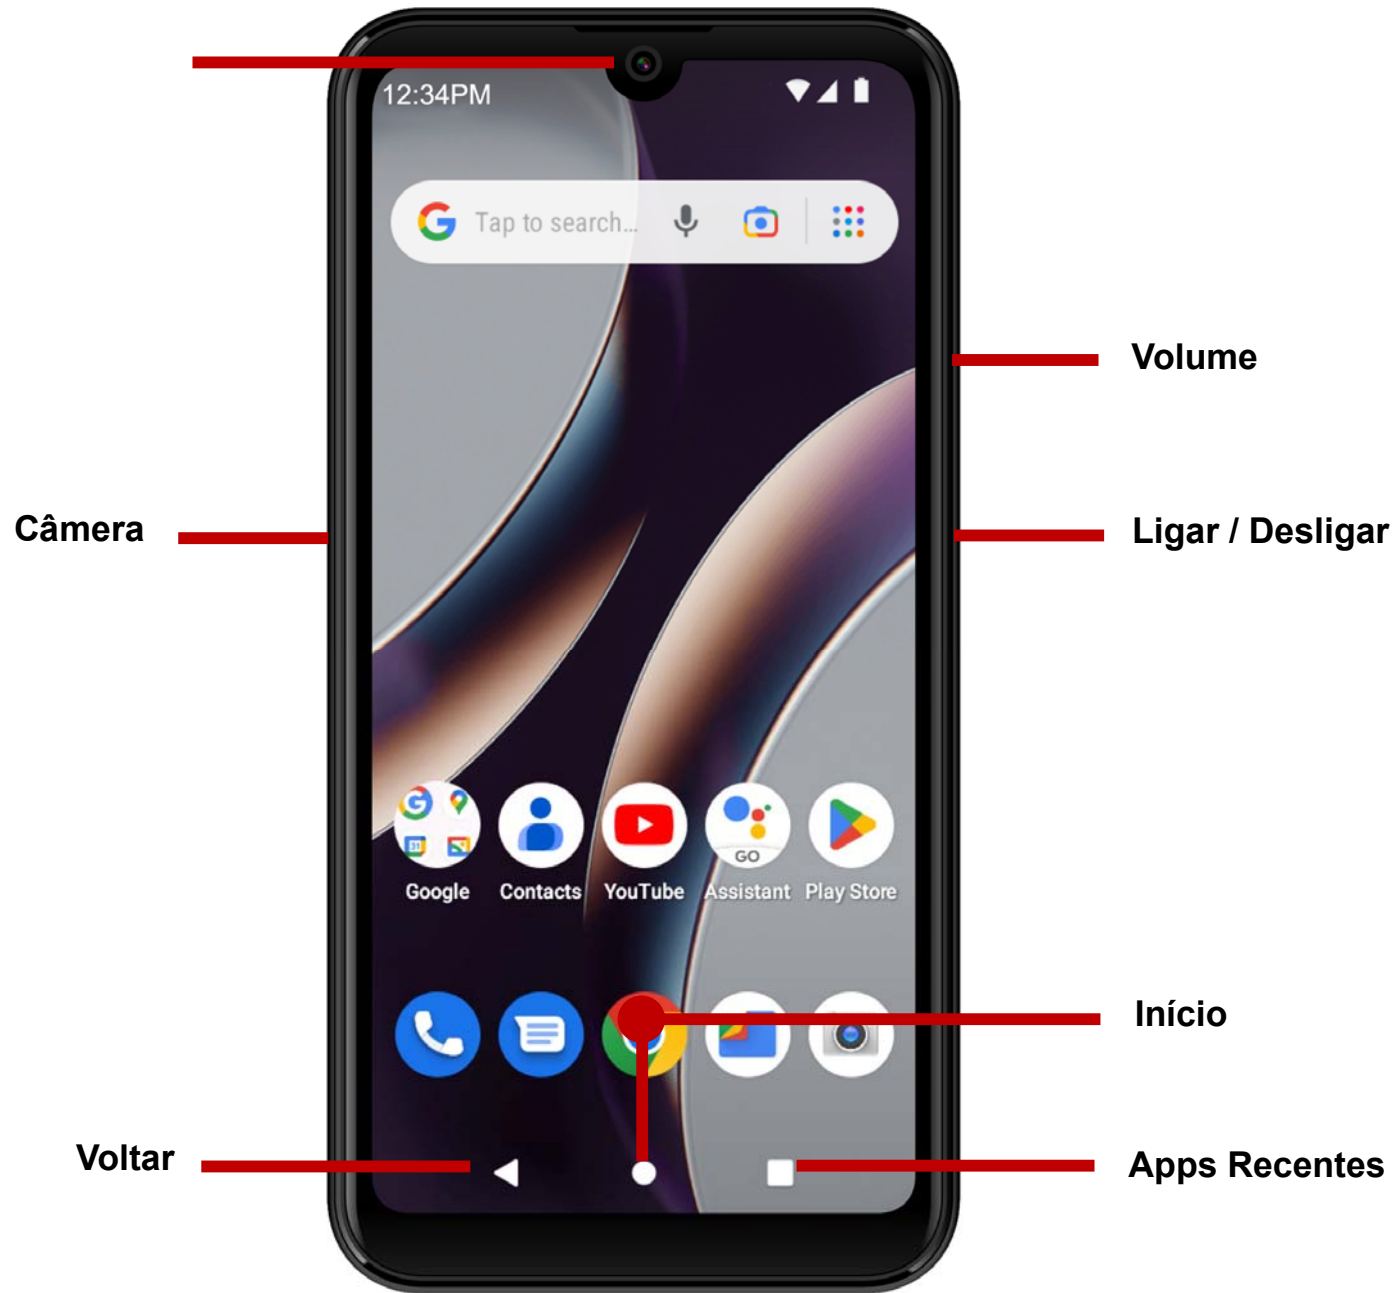 12:34PM
Tap to search...
Volume
Câmera
Ligar / Desligar
31
GO
Google
Contacts
YouTube
Assistant
Play Store
Início
Voltar
Apps Recentes